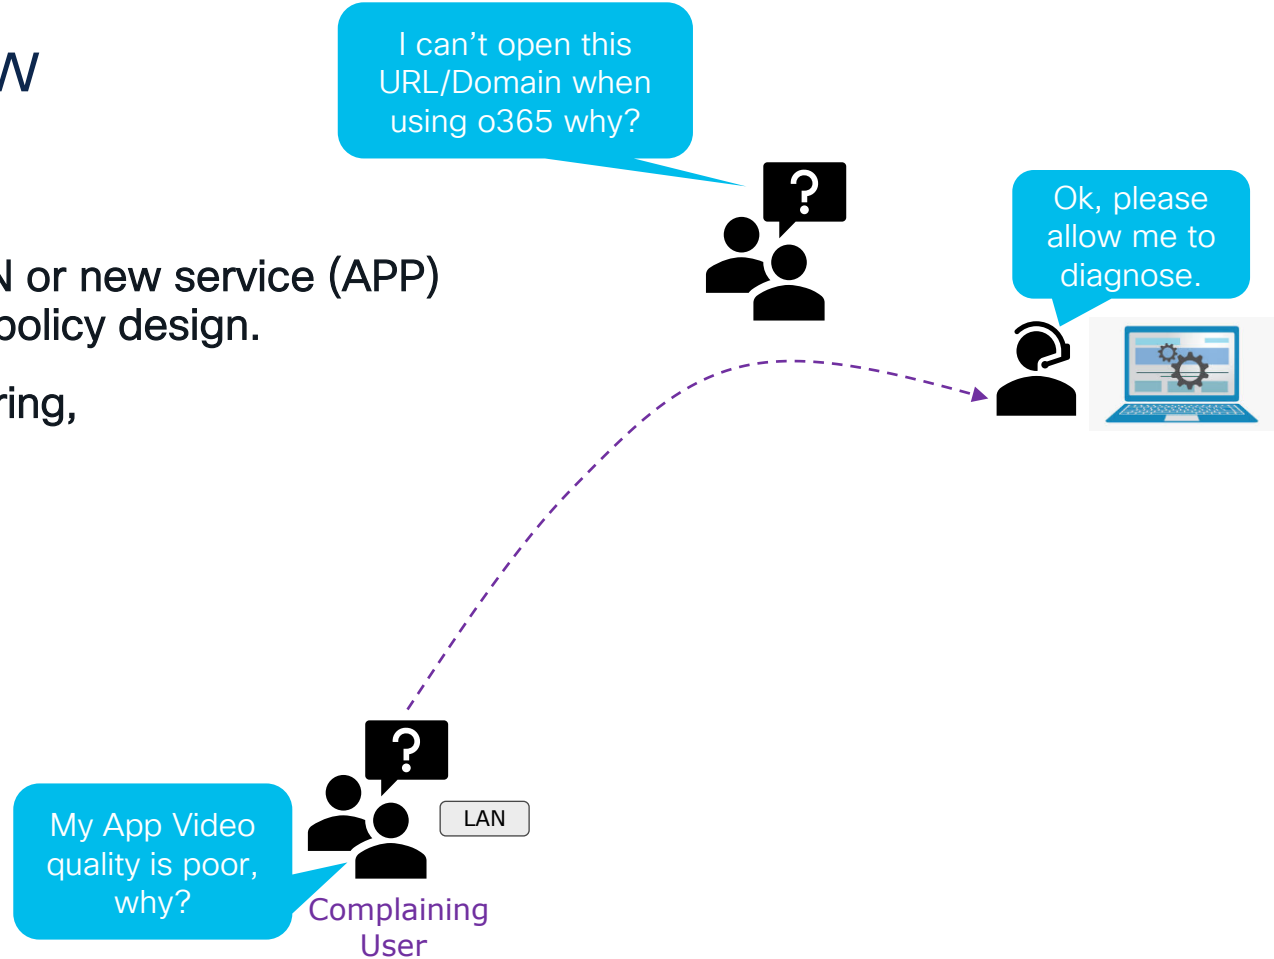 W
I can't open this
URL/Domain when
using o365 why?
?
Ok, please
allow me to
diagnose.
N or new service (APP)
policy design.
ring,
?
LAN
My App Video
quality is poor,
why?
Complaining
User